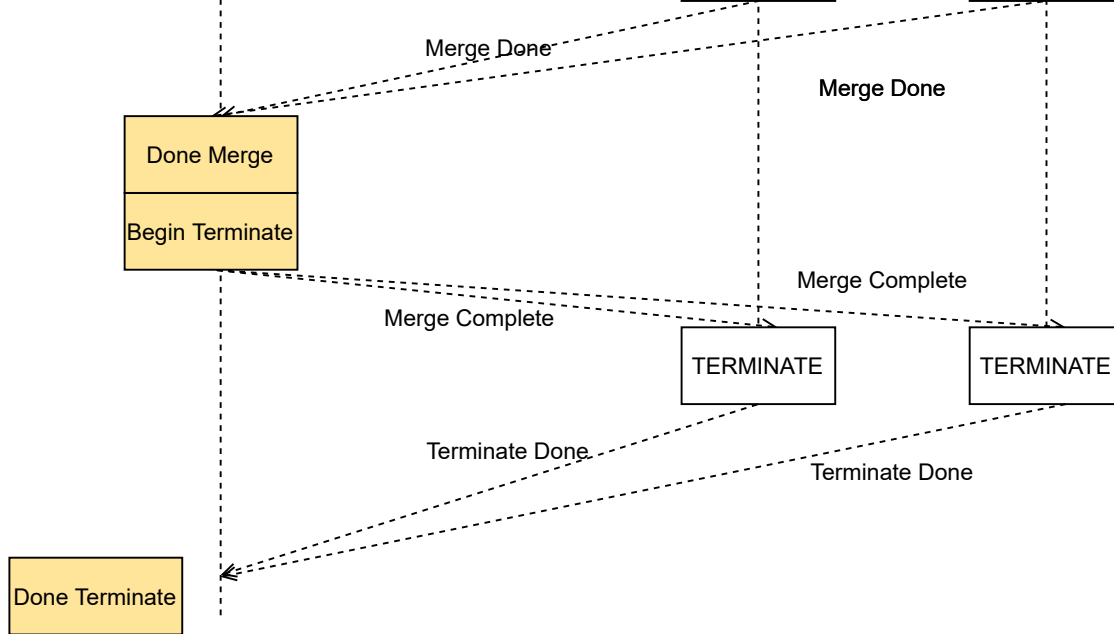 Merge Done
Merge Done
Done Merge
Begin Terminate
Merge Complete
Merge Complete
TERMINATE
TERMINATE
Terminate Done
Terminate Done
Done Terminate